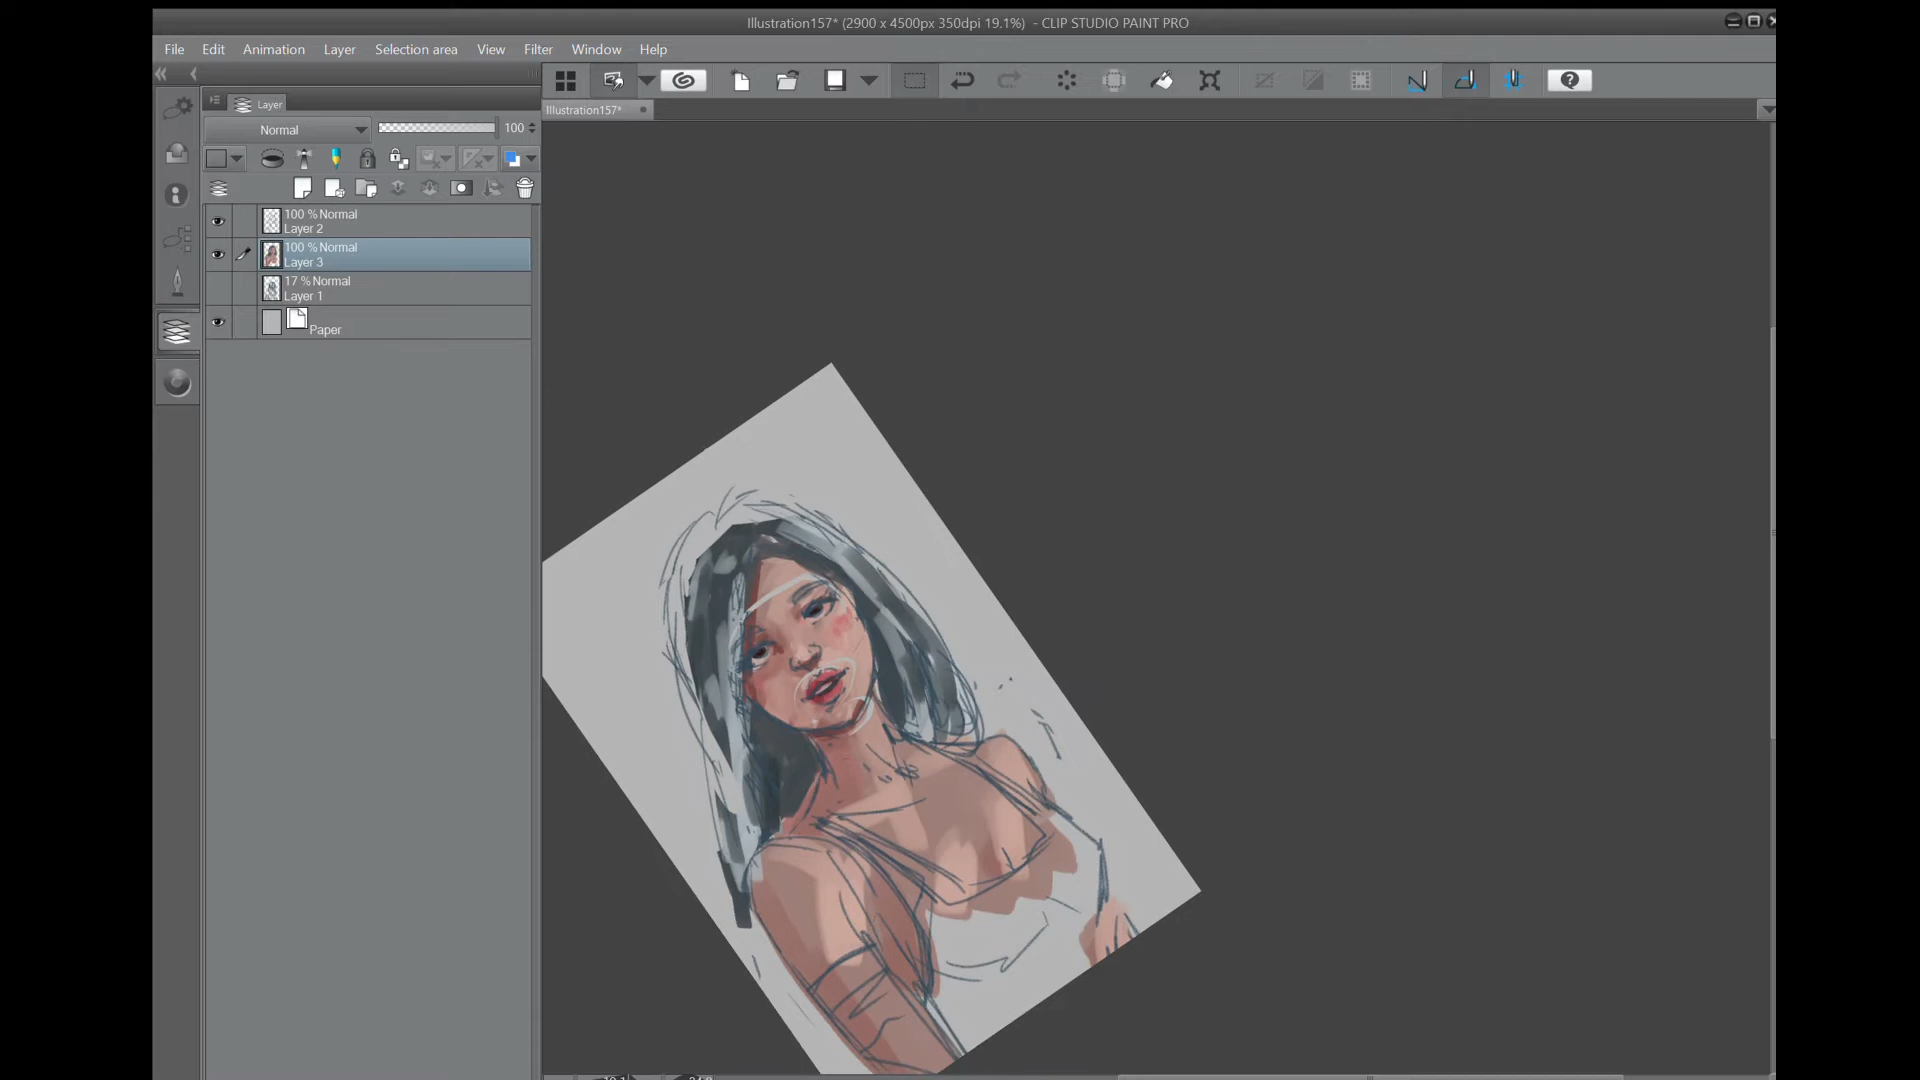 Illustration157* (2900 x 4500px 350dpi 19.1%) - CLIP STUDIO PAINT PRO
File Edit Animation Layer Selection area View Filter Window Help
Layer
Illustration157*
Normal 100
100 % Normal
Layer 2
100 % Normal
Layer 3
17 % Normal
Layer 1
Paper